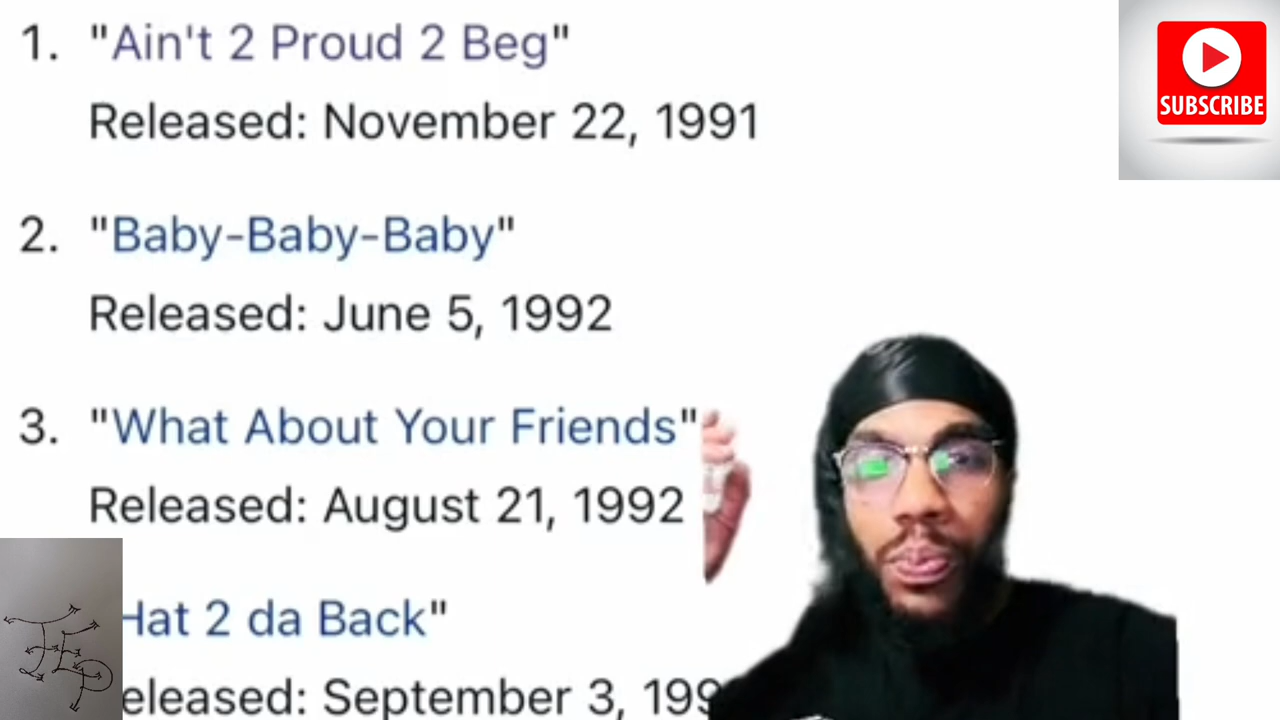 1. "Ain't 2 Proud 2 Beg"
Released: November 22, 1991
SUBSCRIBE
2. "Baby-Baby-Baby"
Released: June 5, 1992
3. "What About Your Friends"
Released: August 21, 1992
Hat 2 da Back"
eleased: September 3, 199